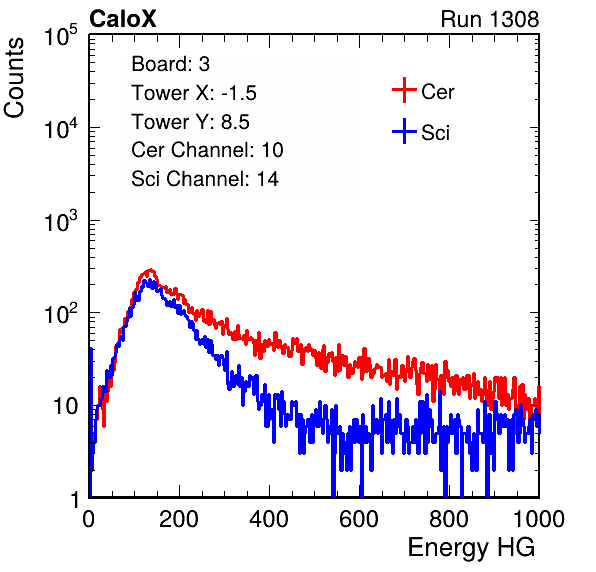 CaloX Run 1308
Counts
Board: 3
Tower X: -1.5
Tower Y: 8.5
Cer Channel: 10
Sci Channel: 14
Cer
Sci
10^5
10^4
10^3
10^2
10
1
0 200 400 600 800 1000
Energy HG